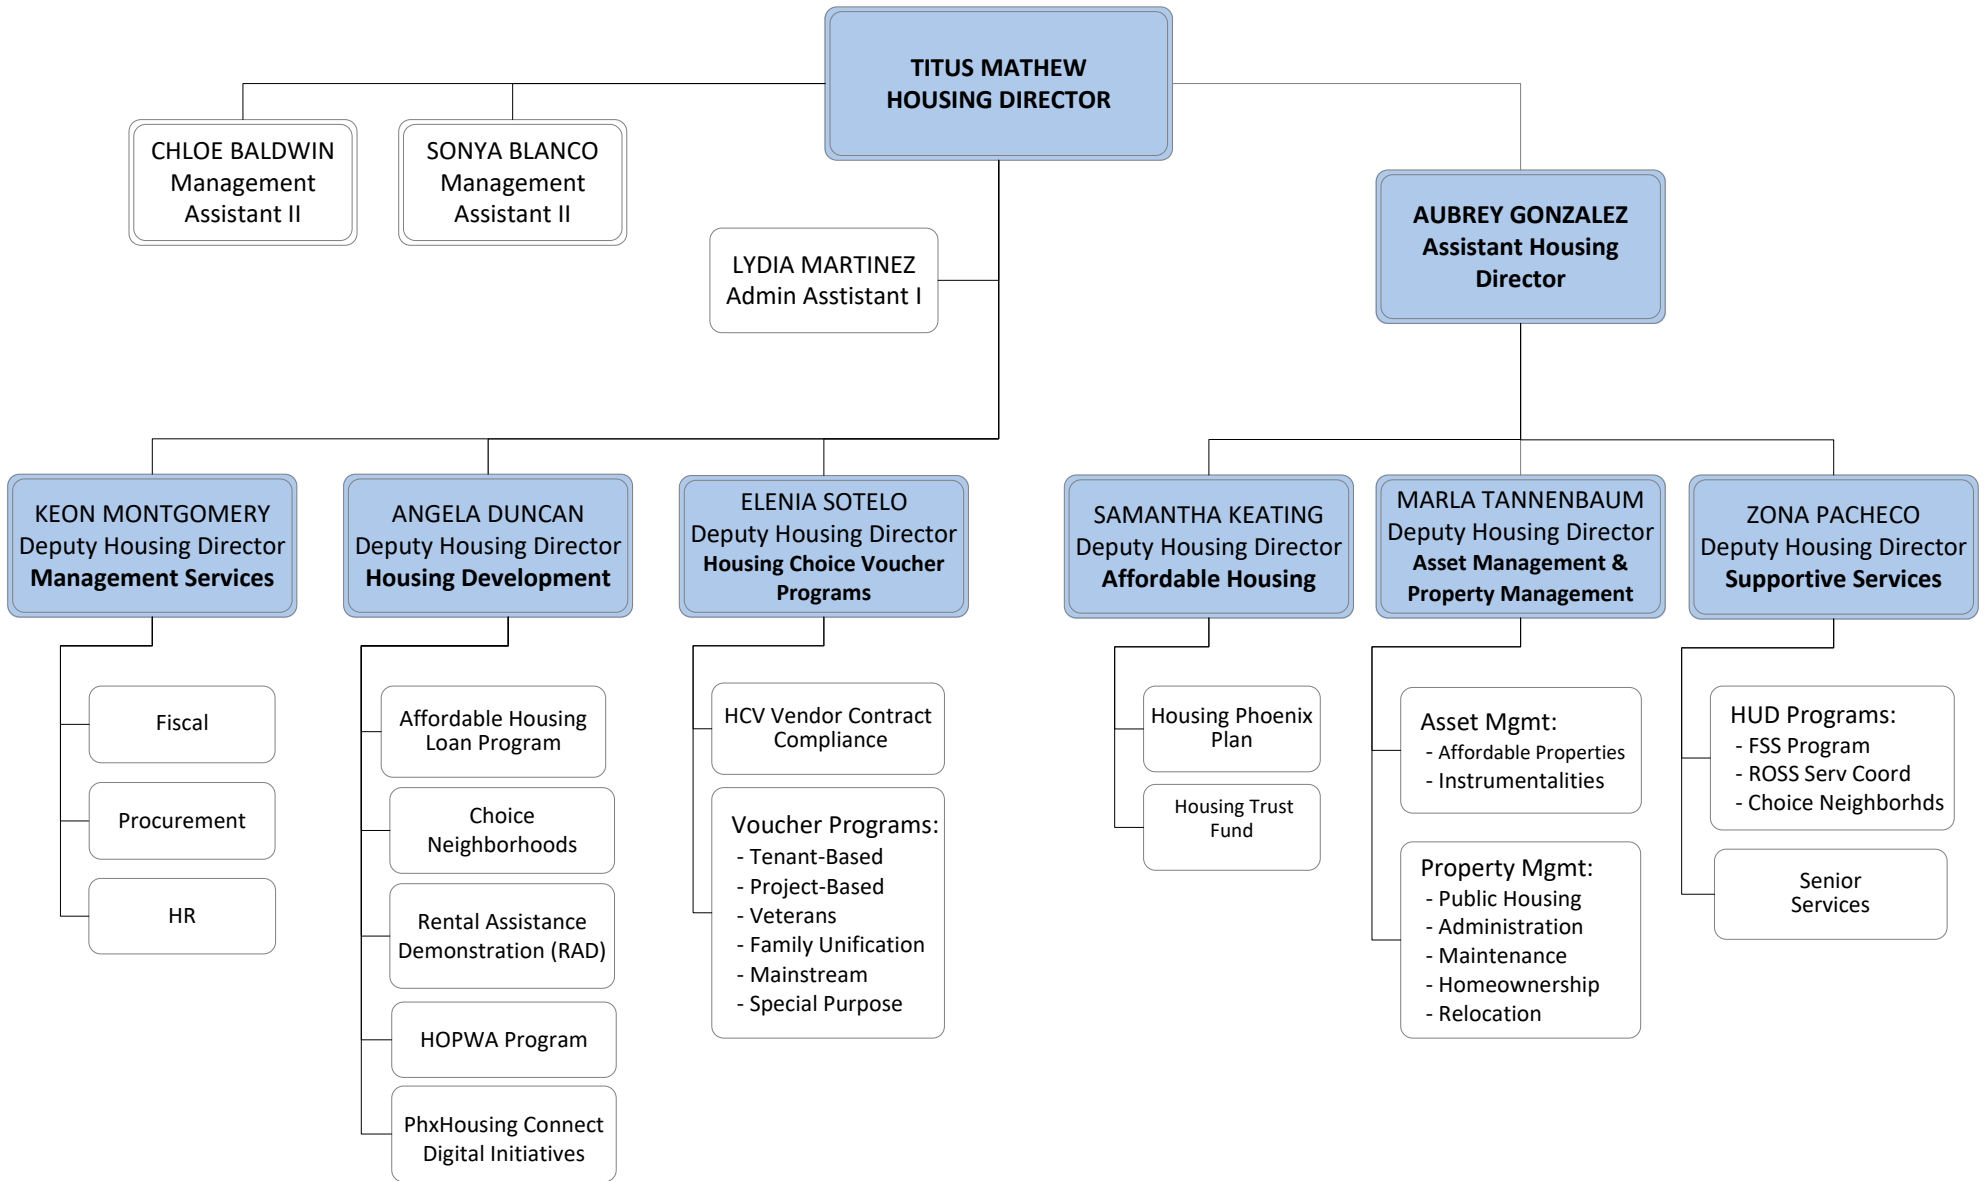 TITUS MATHEW
HOUSING DIRECTOR
CHLOE BALDWIN
Management
Assistant II
SONYA BLANCO
Management
Assistant II
LYDIA MARTINEZ
Admin Asstistant I
AUBREY GONZALEZ
Assistant Housing
Director
KEON MONTGOMERY
Deputy Housing Director
Management Services
ANGELA DUNCAN
Deputy Housing Director
Housing Development
ELENIA SOTELO
Deputy Housing Director
Housing Choice Voucher
Programs
SAMANTHA KEATING
Deputy Housing Director
Affordable Housing
MARLA TANNENBAUM
Deputy Housing Director
Asset Management &
Property Management
ZONA PACHECO
Deputy Housing Director
Supportive Services
Fiscal
Procurement
HR
Affordable Housing
Loan Program
Choice
Neighborhoods
Rental Assistance
Demonstration (RAD)
HOPWA Program
PhxHousing Connect
Digital Initiatives
HCV Vendor Contract
Compliance
Voucher Programs:
- Tenant-Based
- Project-Based
- Veterans
- Family Unification
- Mainstream
- Special Purpose
Housing Phoenix
Plan
Housing Trust
Fund
Asset Mgmt:
- Affordable Properties
- Instrumentalities
Property Mgmt:
- Public Housing
- Administration
- Maintenance
- Homeownership
- Relocation
HUD Programs:
- FSS Program
- ROSS Serv Coord
- Choice Neighborhds
Senior
Services